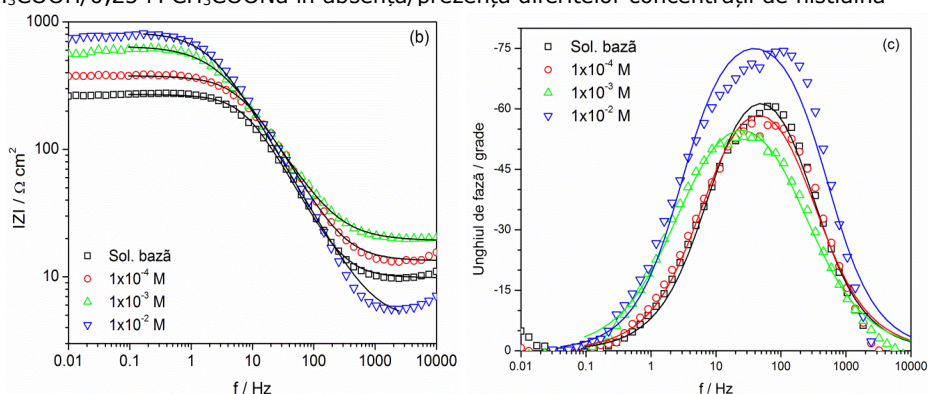 ₃COOH/0,25 M CH₃COONa în absența/prezența diferitelor concentrații de histidină
(b)
1000
100
10
|Z| / Ω cm²
Sol. bază
1x10⁻⁴ M
1x10⁻³ M
1x10⁻² M
0.01 0.1 1 10 100 1000 10000
f / Hz
(c)
-75
-60
-45
-30
-15
0
Unghiul de fază / grade
Sol. bază
1x10⁻⁴ M
1x10⁻³ M
1x10⁻² M
0.01 0.1 1 10 100 1000 10000
f / Hz